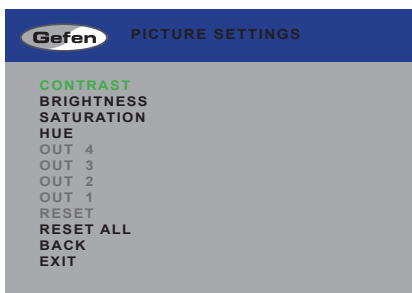 Gefen PICTURE SETTINGS
CONTRAST
BRIGHTNESS
SATURATION
HUE
OUT 4
OUT 3
OUT 2
OUT 1
RESET
RESET ALL
BACK
EXIT